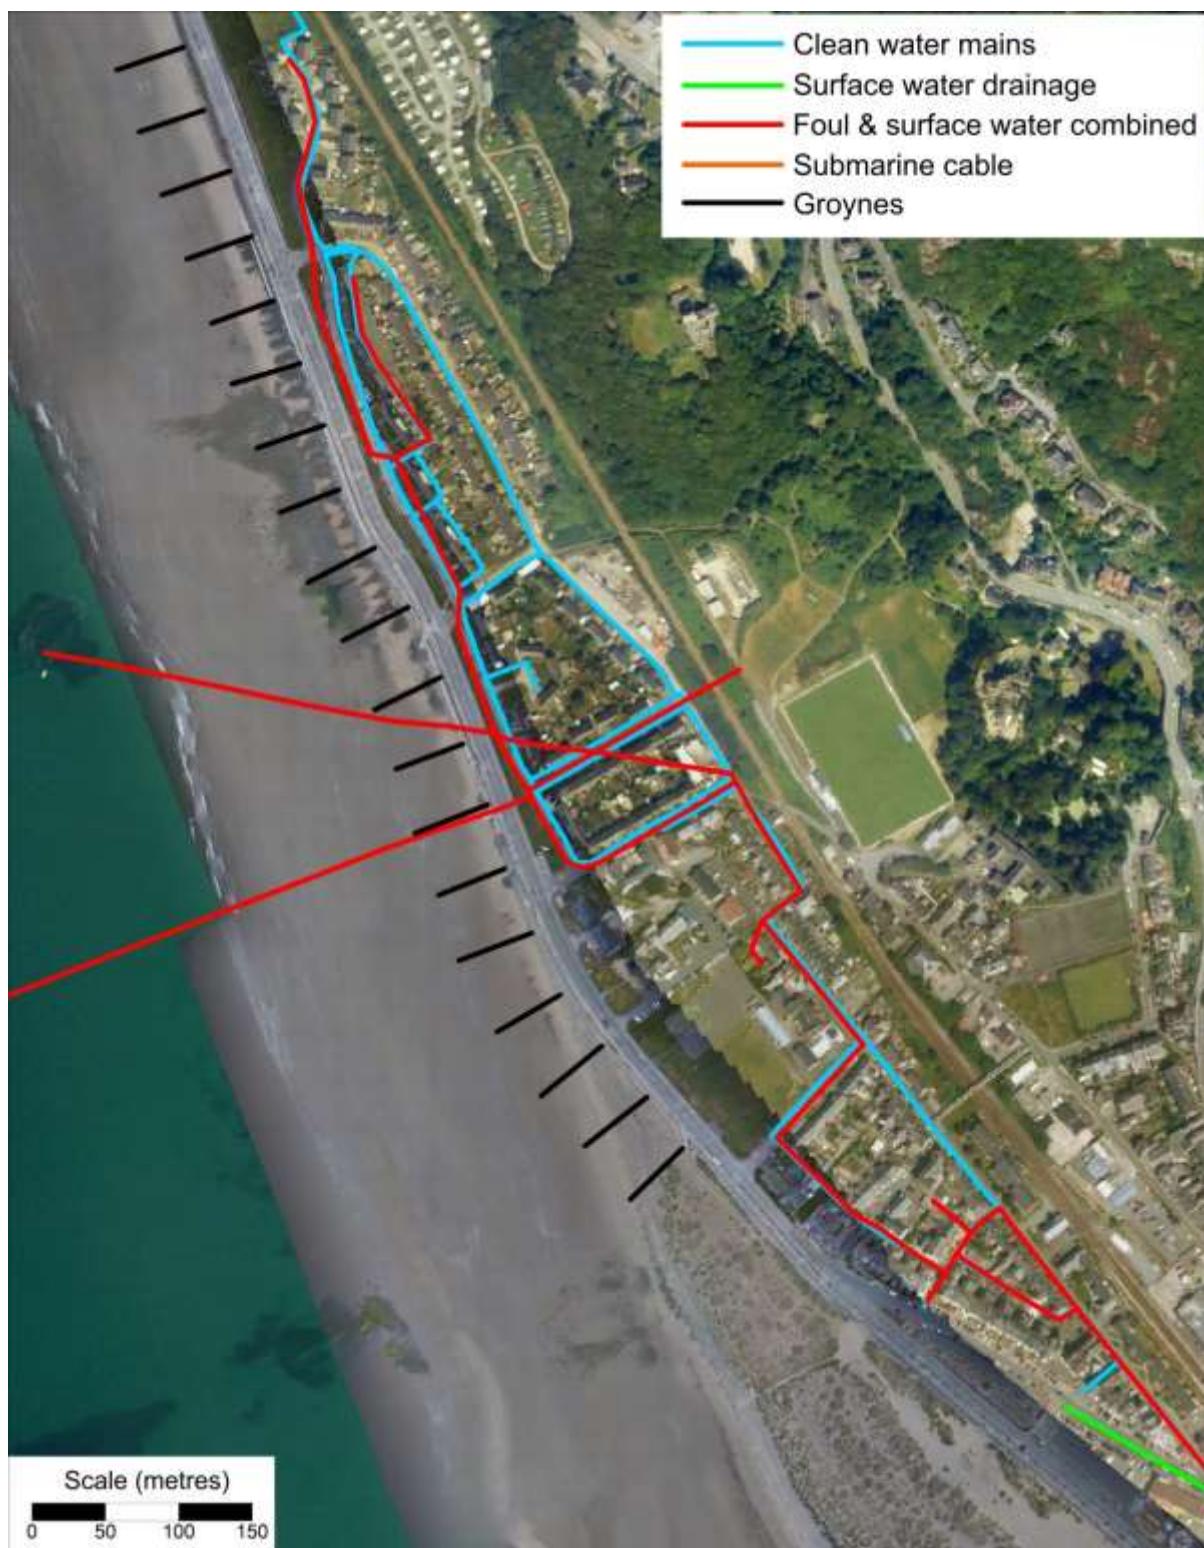 Clean water mains
Surface water drainage
Foul & surface water combined
Submarine cable
Groynes
Scale (metres)
0 50 100 150